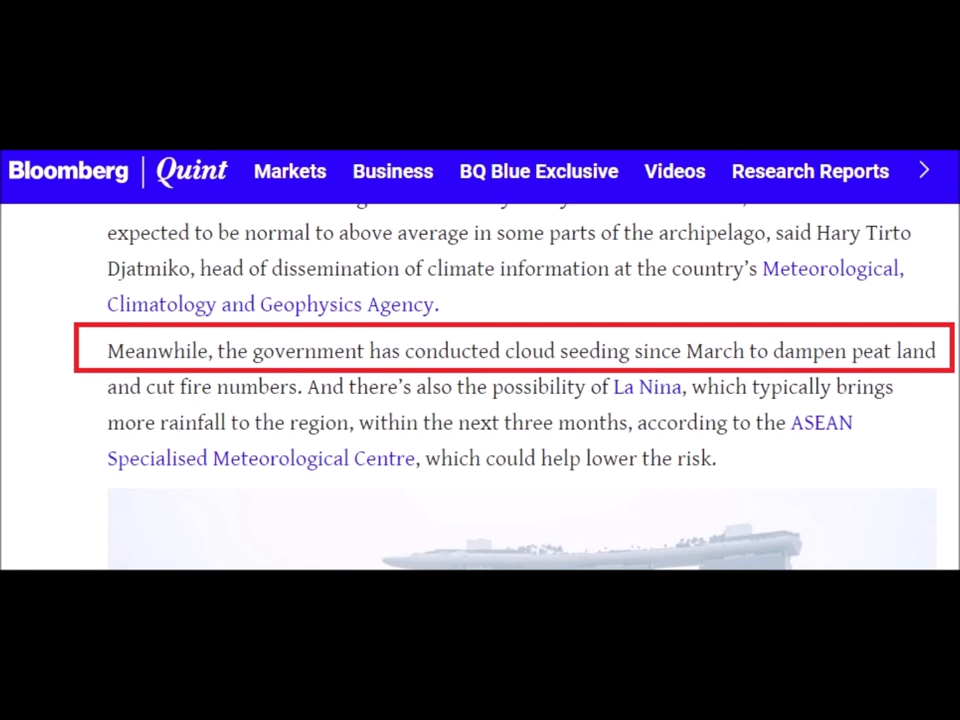 Bloomberg | Quint Markets Business BQ Blue Exclusive Videos Research Reports >
expected to be normal to above average in some parts of the archipelago, said Hary Tirto
Djatmiko, head of dissemination of climate information at the country’s Meteorological,
Climatology and Geophysics Agency.
Meanwhile, the government has conducted cloud seeding since March to dampen peat land
and cut fire numbers. And there’s also the possibility of La Nina, which typically brings
more rainfall to the region, within the next three months, according to the ASEAN
Specialised Meteorological Centre, which could help lower the risk.